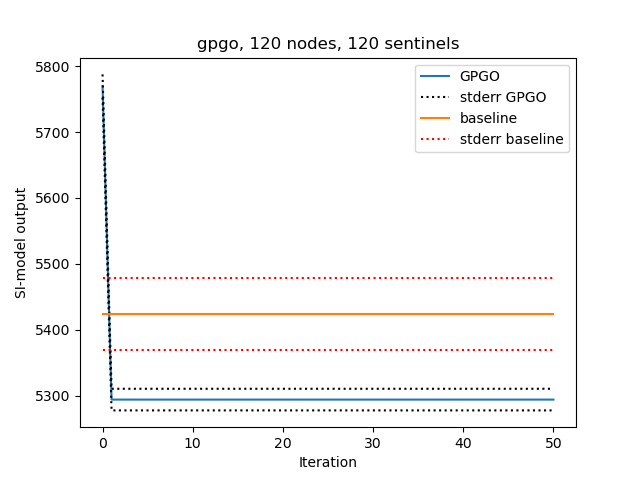 gpgo, 120 nodes, 120 sentinels
5800
5700
5600
5500
5400
5300
SI-model output
GPGO
stderr GPGO
baseline
stderr baseline
0
10
20
30
40
50
Iteration